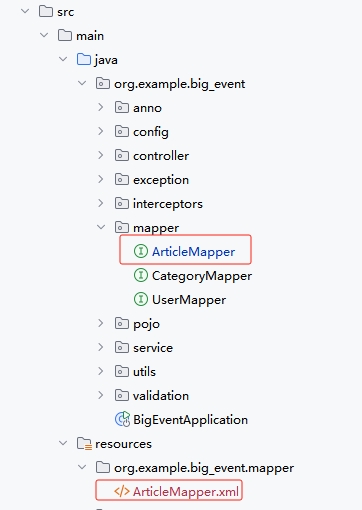 src
main
java
org.example.big_event
anno
config
controller
exception
interceptors
mapper
ArticleMapper
CategoryMapper
UserMapper
pojo
service
utils
validation
BigEventApplication
resources
org.example.big_event.mapper
ArticleMapper.xml